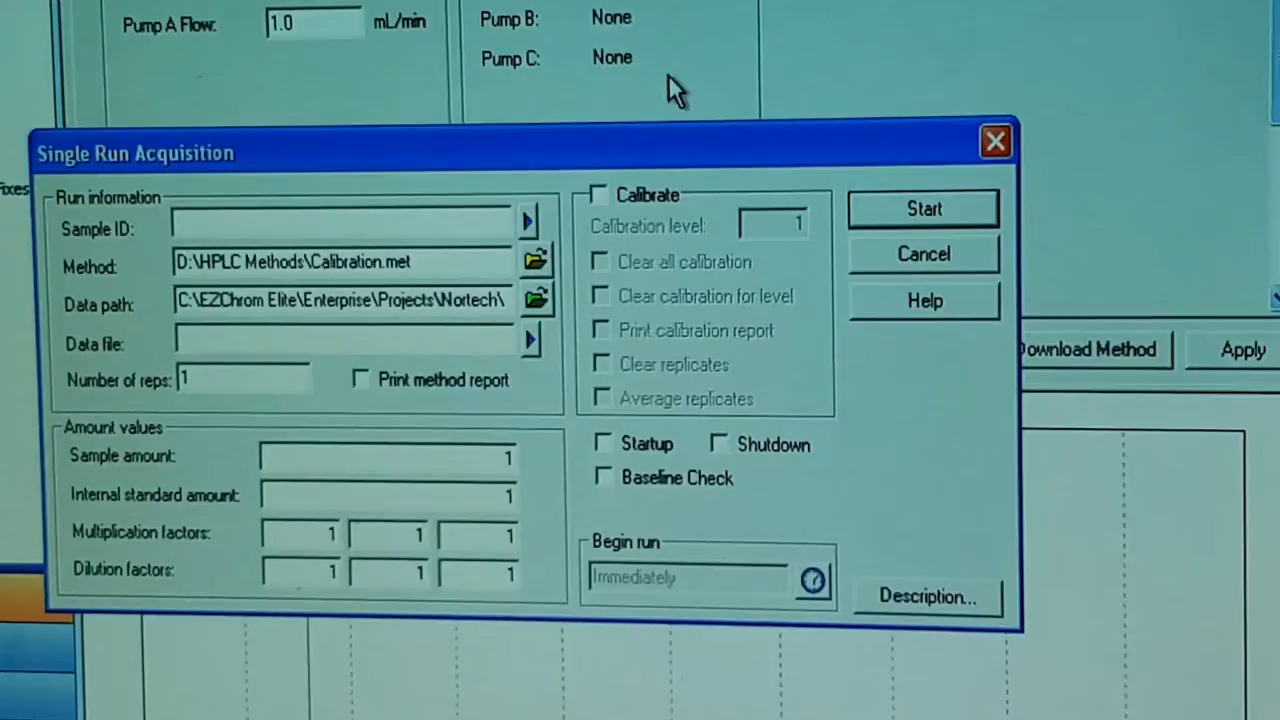 Pump A Flow: 1.0 mL/min
Pump B: None
Pump C: None
Single Run Acquisition
Run information
Sample ID:
Method: D:\HPLC Methods\Calibration.met
Data path: C:\EZChrom Elite\Enterprise\Projects\Nortech\
Data file:
Number of reps: 1
Print method report
Amount values
Sample amount: 1
Internal standard amount: 1
Multiplication factors: 1 1 1
Dilution factors: 1 1 1
Calibrate
Calibration level: 1
Clear all calibration
Clear calibration for level
Print calibration report
Clear replicates
Average replicates
Startup Shutdown
Baseline Check
Begin run
Immediately
Start
Cancel
Help
Description...
Download Method Apply